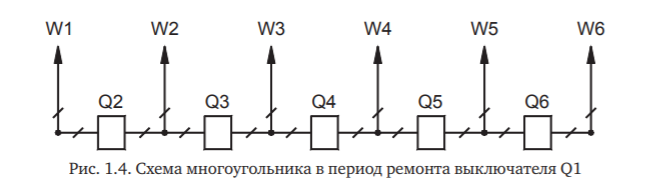 W1 W2 W3 W4 W5 W6
Q2 Q3 Q4 Q5 Q6
Рис. 1.4. Схема многоугольника в период ремонта выключателя Q1